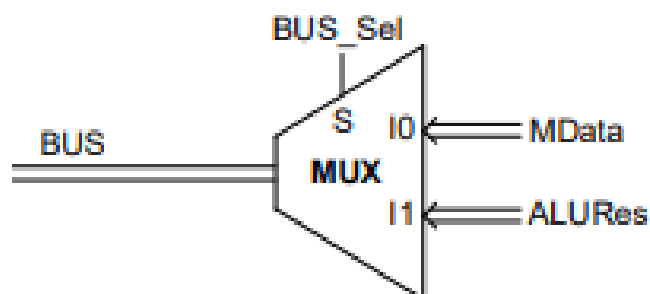 BUS_Sel
S
I0
MData
BUS
MUX
I1
ALURes